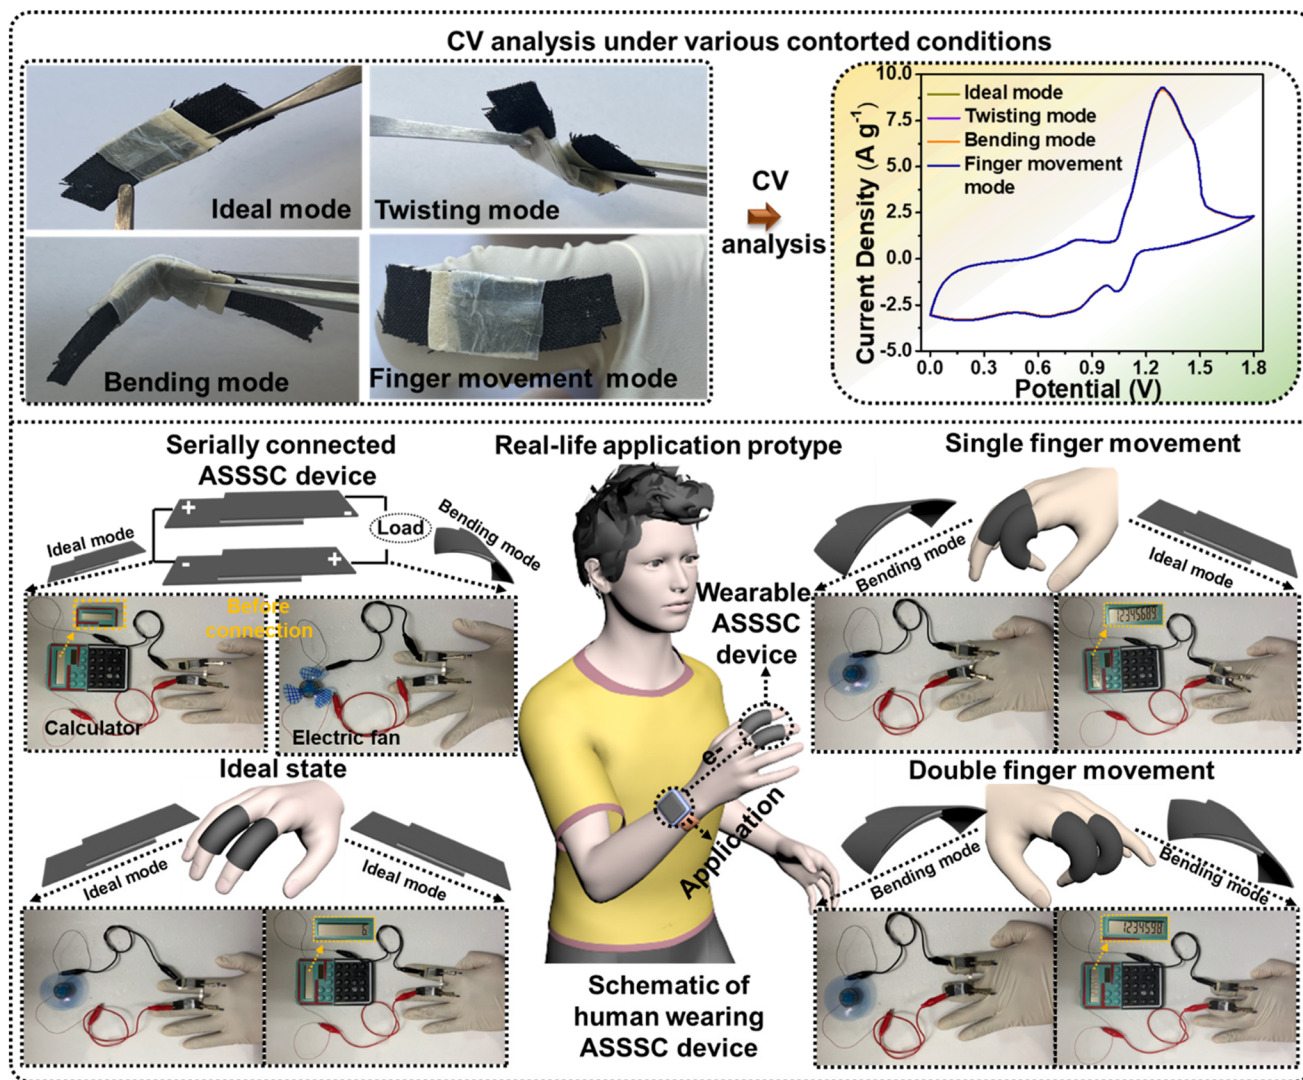 CV analysis under various contorted conditions
Ideal mode
Twisting mode
Bending mode
Finger movement mode
CV
analysis
Current Density (A g⁻¹)
10.0
7.5
5.0
2.5
0.0
-2.5
-5.0
Ideal mode
Twisting mode
Bending mode
Finger movement
mode
0.0 0.3 0.6 0.9 1.2 1.5 1.8
Potential (V)
Serially connected
ASSSC device
+
-
Load
-
+
Ideal mode
Bending mode
Before
connection
Calculator
Electric fan
Real-life application protype
Wearable
ASSSC
device
e-
Application
Schematic of
human wearing
ASSSC device
Single finger movement
Bending mode
Ideal mode
12345689
Ideal state
Ideal mode
Ideal mode
6
Double finger movement
Bending mode
Bending mode